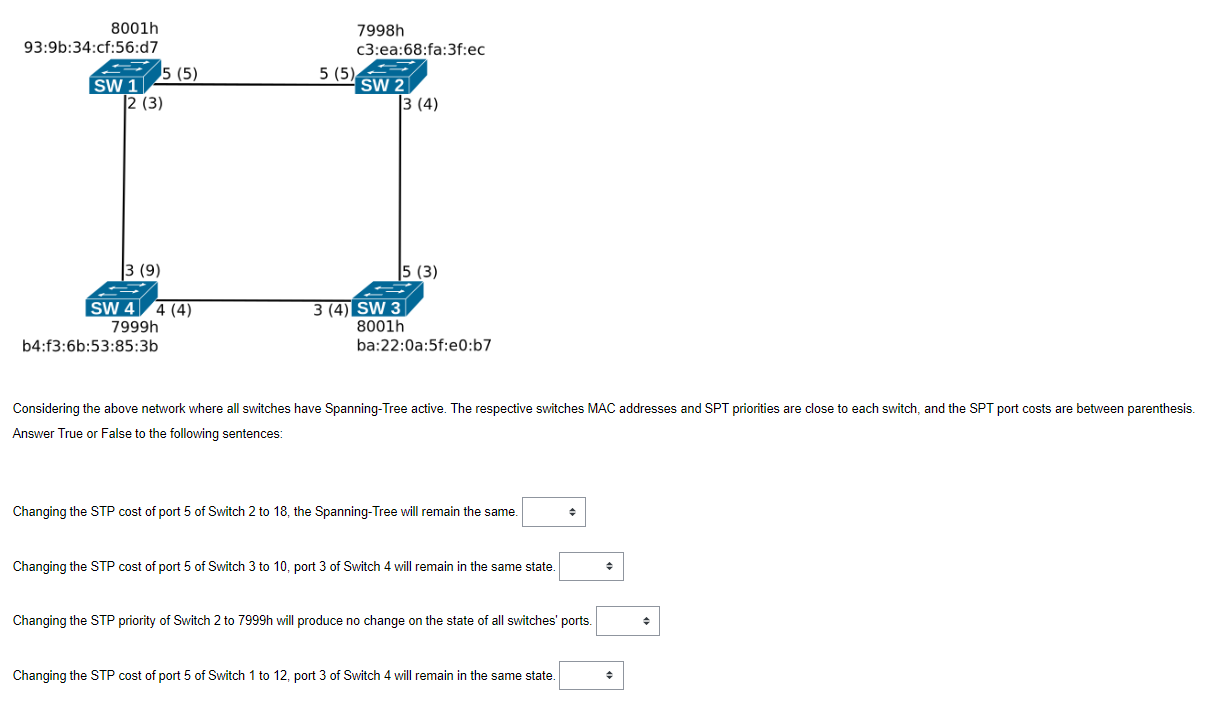 8001h
93:9b:34:cf:56:d7
7998h
c3:ea:68:fa:3f:ec
SW 1
5 (5)
5 (5)
SW 2
2 (3)
3 (4)
3 (9)
5 (3)
SW 4
4 (4)
3 (4)
SW 3
7999h
b4:f3:6b:53:85:3b
8001h
ba:22:0a:5f:e0:b7
Considering the above network where all switches have Spanning-Tree active. The respective switches MAC addresses and SPT priorities are close to each switch, and the SPT port costs are between parenthesis.
Answer True or False to the following sentences:
Changing the STP cost of port 5 of Switch 2 to 18, the Spanning-Tree will remain the same.
Changing the STP cost of port 5 of Switch 3 to 10, port 3 of Switch 4 will remain in the same state.
Changing the STP priority of Switch 2 to 7999h will produce no change on the state of all switches' ports.
Changing the STP cost of port 5 of Switch 1 to 12, port 3 of Switch 4 will remain in the same state.